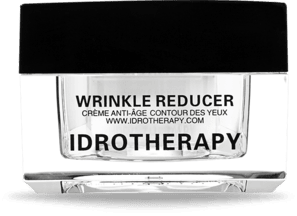 WRINKLE REDUCER
CRÈME ANTI-ÂGE CONTOUR DES YEUX
WWW.IDROTHERAPY.COM
IDROTHERAPY